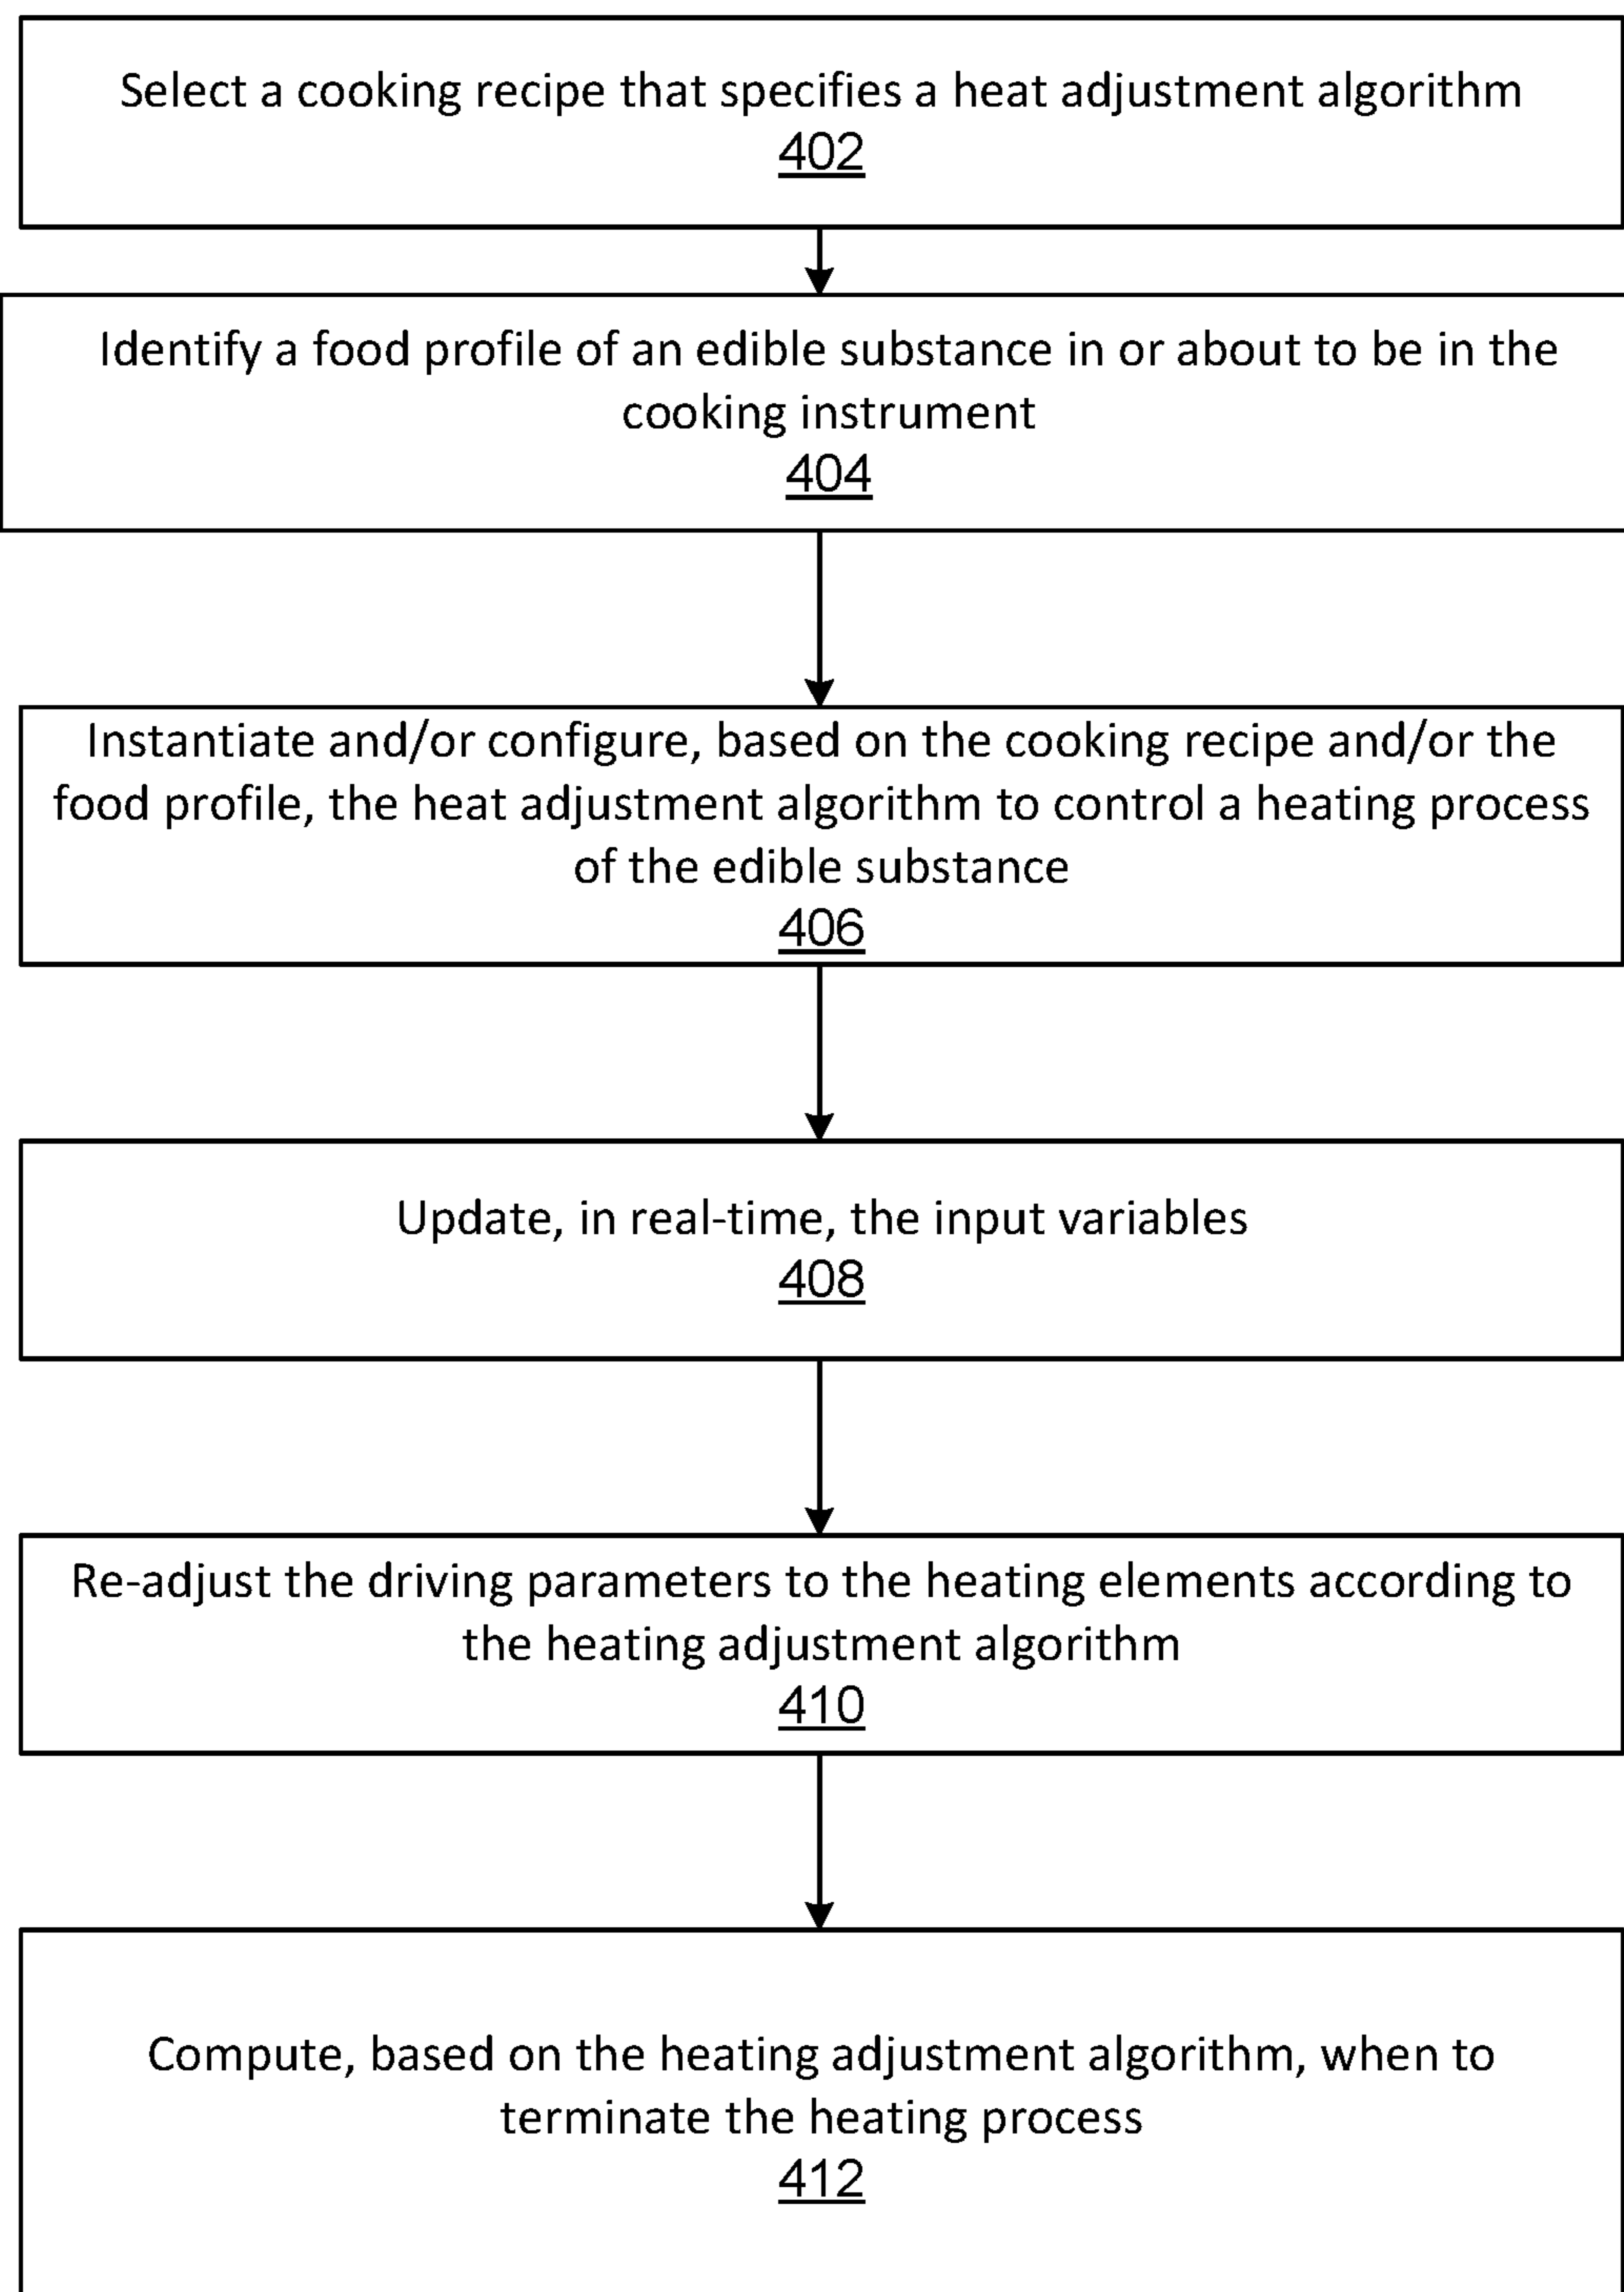 Select a cooking recipe that specifies a heat adjustment algorithm
402
Identify a food profile of an edible substance in or about to be in the
cooking instrument
404
Instantiate and/or configure, based on the cooking recipe and/or the
food profile, the heat adjustment algorithm to control a heating process
of the edible substance
406
Update, in real-time, the input variables
408
Re-adjust the driving parameters to the heating elements according to
the heating adjustment algorithm
410
Compute, based on the heating adjustment algorithm, when to
terminate the heating process
412